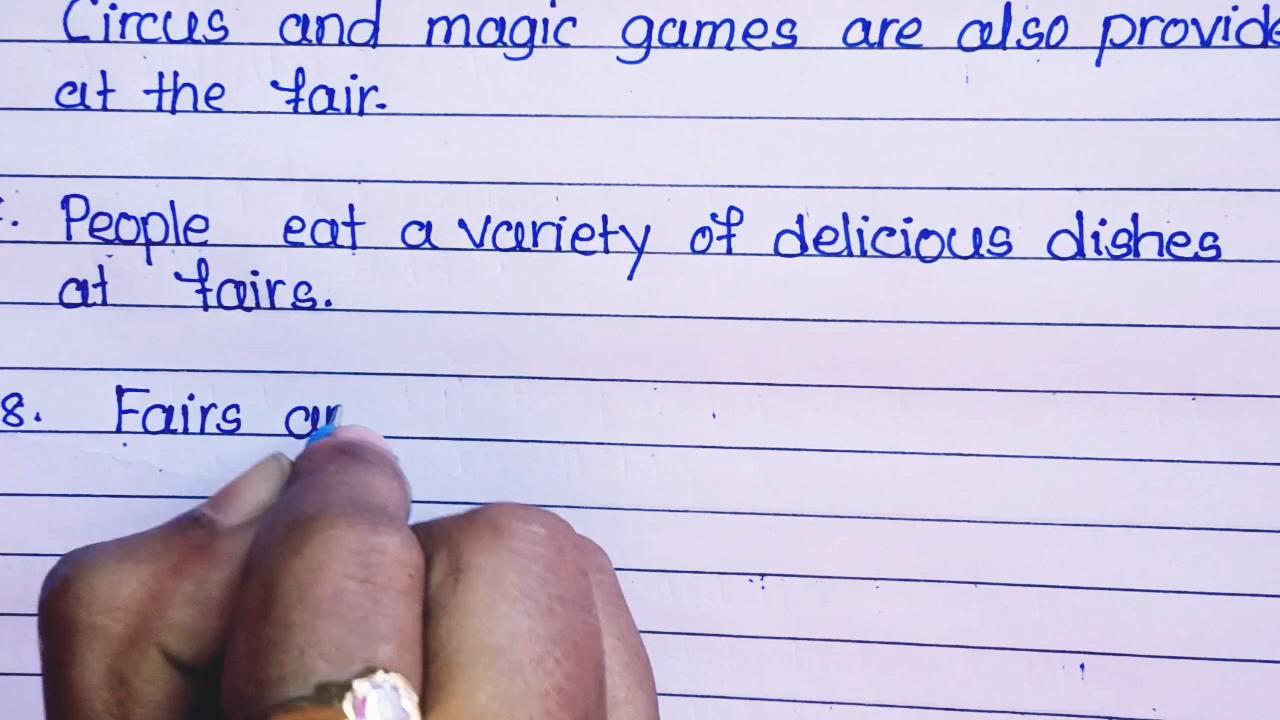 Circus and magic games are also provide
at the fair.
. People eat a variety of delicious dishes
at fairs.
8. Fairs ar